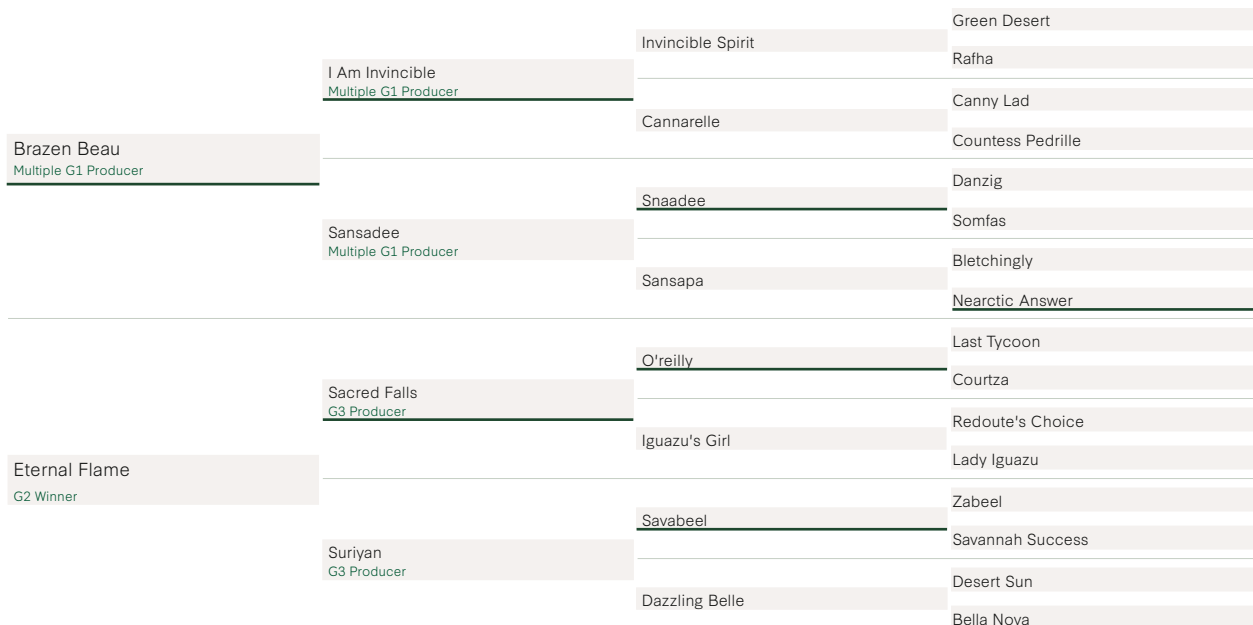 Green Desert
Invincible Spirit
Rafha
I Am Invincible
Multiple G1 Producer
Canny Lad
Cannarelle
Countess Pedrille
Brazen Beau
Multiple G1 Producer
Danzig
Snaadee
Somfas
Sansadee
Multiple G1 Producer
Bletchingly
Sansapa
Nearctic Answer
Last Tycoon
O'reilly
Courtza
Sacred Falls
G3 Producer
Redoute's Choice
Iguazu's Girl
Lady Iguazu
Eternal Flame
G2 Winner
Zabeel
Savabeel
Savannah Success
Suriyan
G3 Producer
Desert Sun
Dazzling Belle
Bella Nova